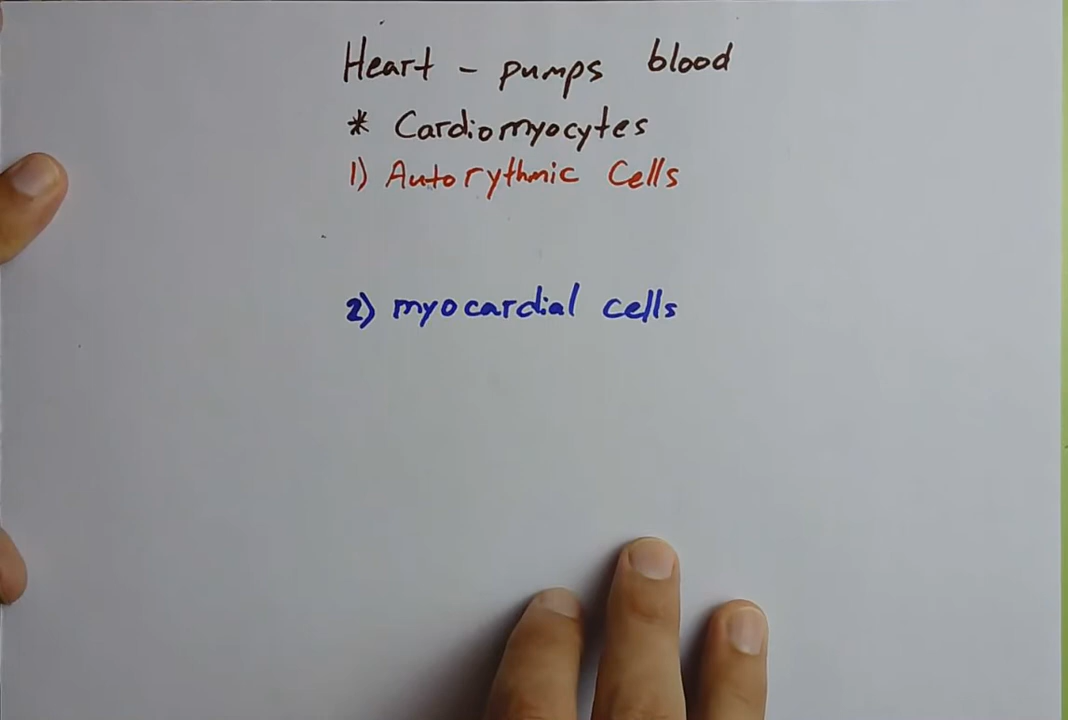 Heart - pumps blood
* Cardiomyocytes
1) Autorythmic Cells
2) myocardial cells